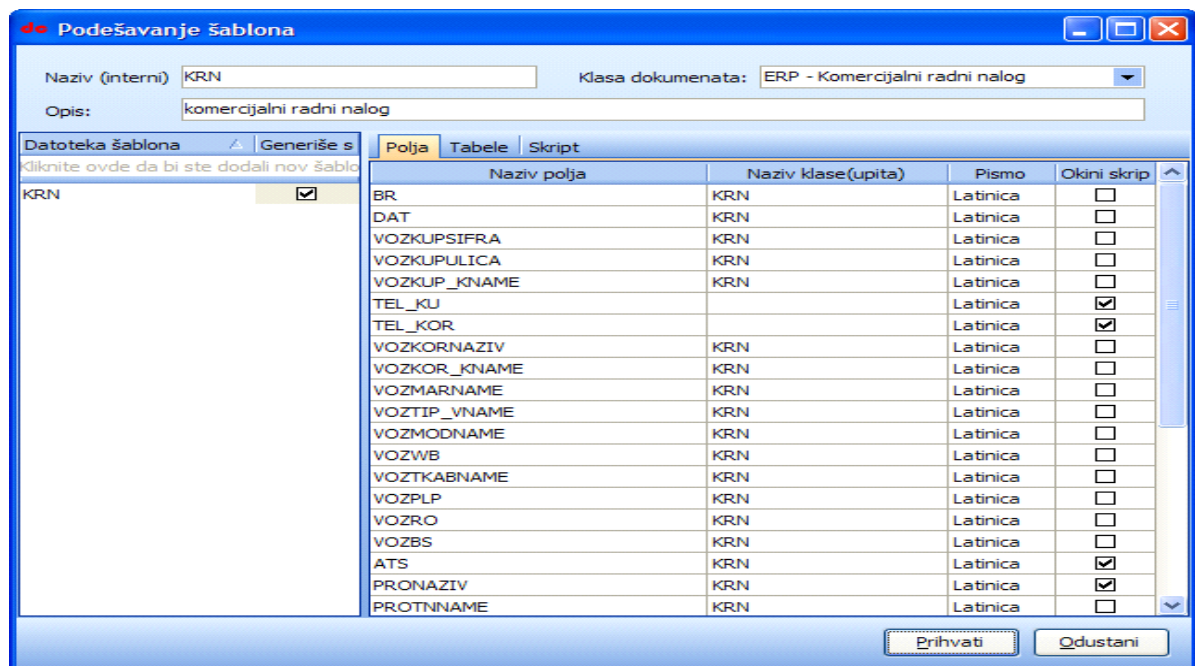 de Podešavanje šablona
Naziv (interni) KRN Klasa dokumenata: ERP - Komercijalni radni nalog
Opis: komercijalni radni nalog
Datoteka šablona Generiše s Polja Tabele Skript
Kliknite ovde da bi ste dodali nov šablo Naziv polja Naziv klase(upita) Pismo Okini skrip
KRN BR KRN Latinica
DAT KRN Latinica
VOZKUPSIFRA KRN Latinica
VOZKUPULICA KRN Latinica
VOZKUP_KNAME KRN Latinica
TEL_KU Latinica
TEL_KOR Latinica
VOZKORNAZIV KRN Latinica
VOZKOR_KNAME KRN Latinica
VOZMARNAME KRN Latinica
VOZTIP_VNAME KRN Latinica
VOZMODNAME KRN Latinica
VOZWB KRN Latinica
VOZTKABNAME KRN Latinica
VOZPLP KRN Latinica
VOZRO KRN Latinica
VOZBS KRN Latinica
ATS KRN Latinica
PRONAZIV KRN Latinica
PROTNNAME KRN Latinica
Prihvati Odustani